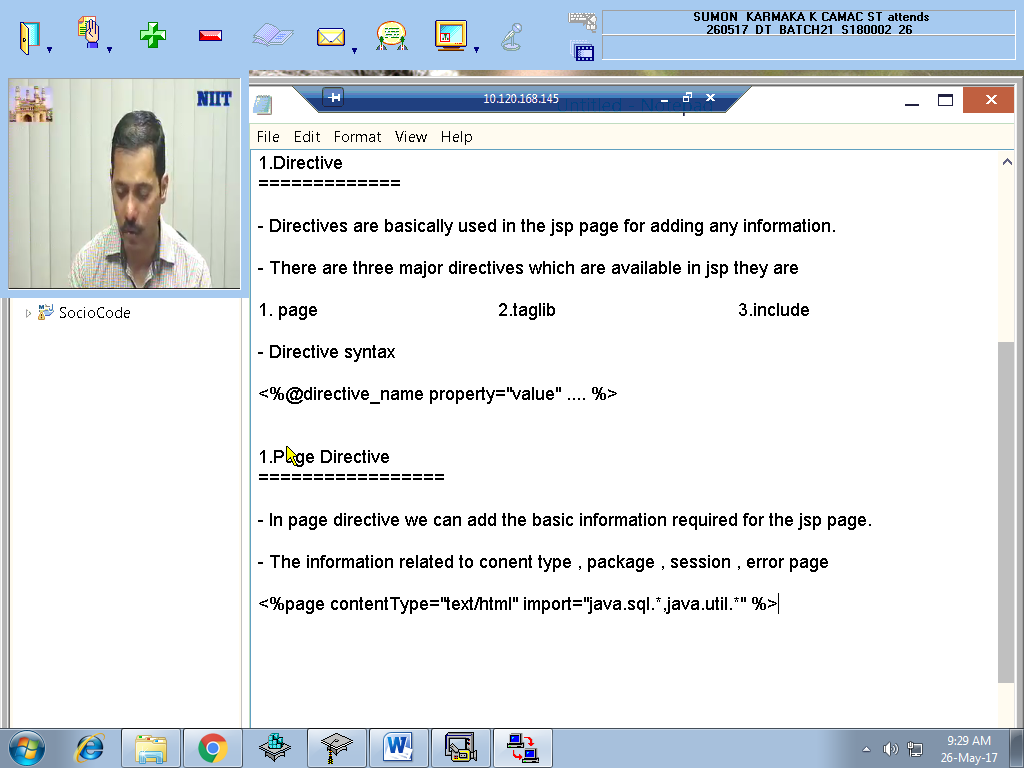 SUMON KARMAKA K CAMAC ST attends
260517_DT_BATCH21_S180002_26
NIIT
10.120.168.145
Untitled - Notepad
File Edit Format View Help
1.Directive
=============
- Directives are basically used in the jsp page for adding any information.
- There are three major directives which are available in jsp they are
1. page 2.taglib 3.include
- Directive syntax
<%@directive_name property="value" .... %>
1.Page Directive
=================
- In page directive we can add the basic information required for the jsp page.
- The information related to conent type , package , session , error page
<%page contentType="text/html" import="java.sql.*,java.util.*" %>
SocioCode
9:29 AM
26-May-17